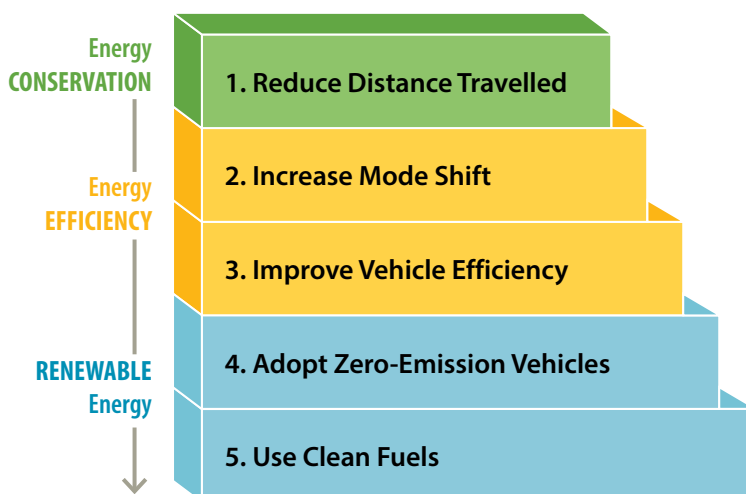 Energy
CONSERVATION
1. Reduce Distance Travelled
2. Increase Mode Shift
Energy
EFFICIENCY
3. Improve Vehicle Efficiency
RENEWABLE
Energy
4. Adopt Zero-Emission Vehicles
5. Use Clean Fuels